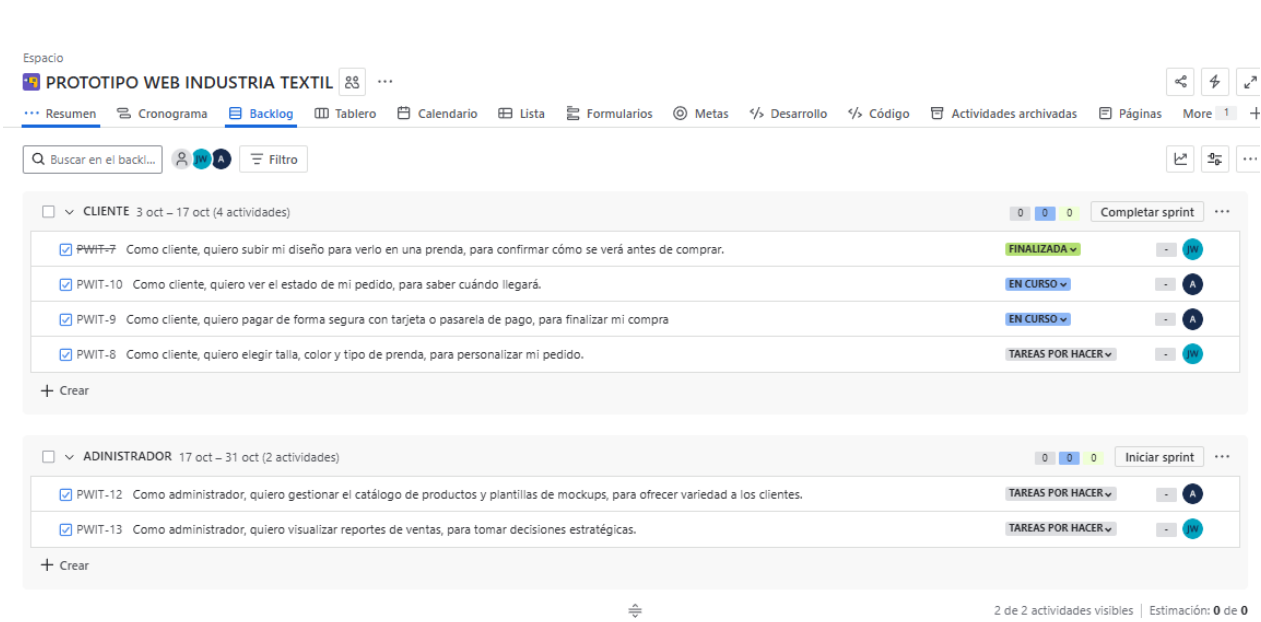 Espacio
PROTOTIPO WEB INDUSTRIA TEXTIL
Resumen Cronograma Backlog Tablero Calendario Lista Formularios Metas Desarrollo Código Actividades archivadas Páginas More 1
Buscar en el backl... JW A Filtro
CLIENTE 3 oct – 17 oct (4 actividades) 0 0 0 Completar sprint
PWIT-7 Como cliente, quiero subir mi diseño para verlo en una prenda, para confirmar cómo se verá antes de comprar. FINALIZADA - JW
PWIT-10 Como cliente, quiero ver el estado de mi pedido, para saber cuándo llegará. EN CURSO - A
PWIT-9 Como cliente, quiero pagar de forma segura con tarjeta o pasarela de pago, para finalizar mi compra EN CURSO - A
PWIT-8 Como cliente, quiero elegir talla, color y tipo de prenda, para personalizar mi pedido. TAREAS POR HACER - JW
Crear
ADINISTRADOR 17 oct – 31 oct (2 actividades) 0 0 0 Iniciar sprint
PWIT-12 Como administrador, quiero gestionar el catálogo de productos y plantillas de mockups, para ofrecer variedad a los clientes. TAREAS POR HACER - A
PWIT-13 Como administrador, quiero visualizar reportes de ventas, para tomar decisiones estratégicas. TAREAS POR HACER - JW
Crear
2 de 2 actividades visibles | Estimación: 0 de 0